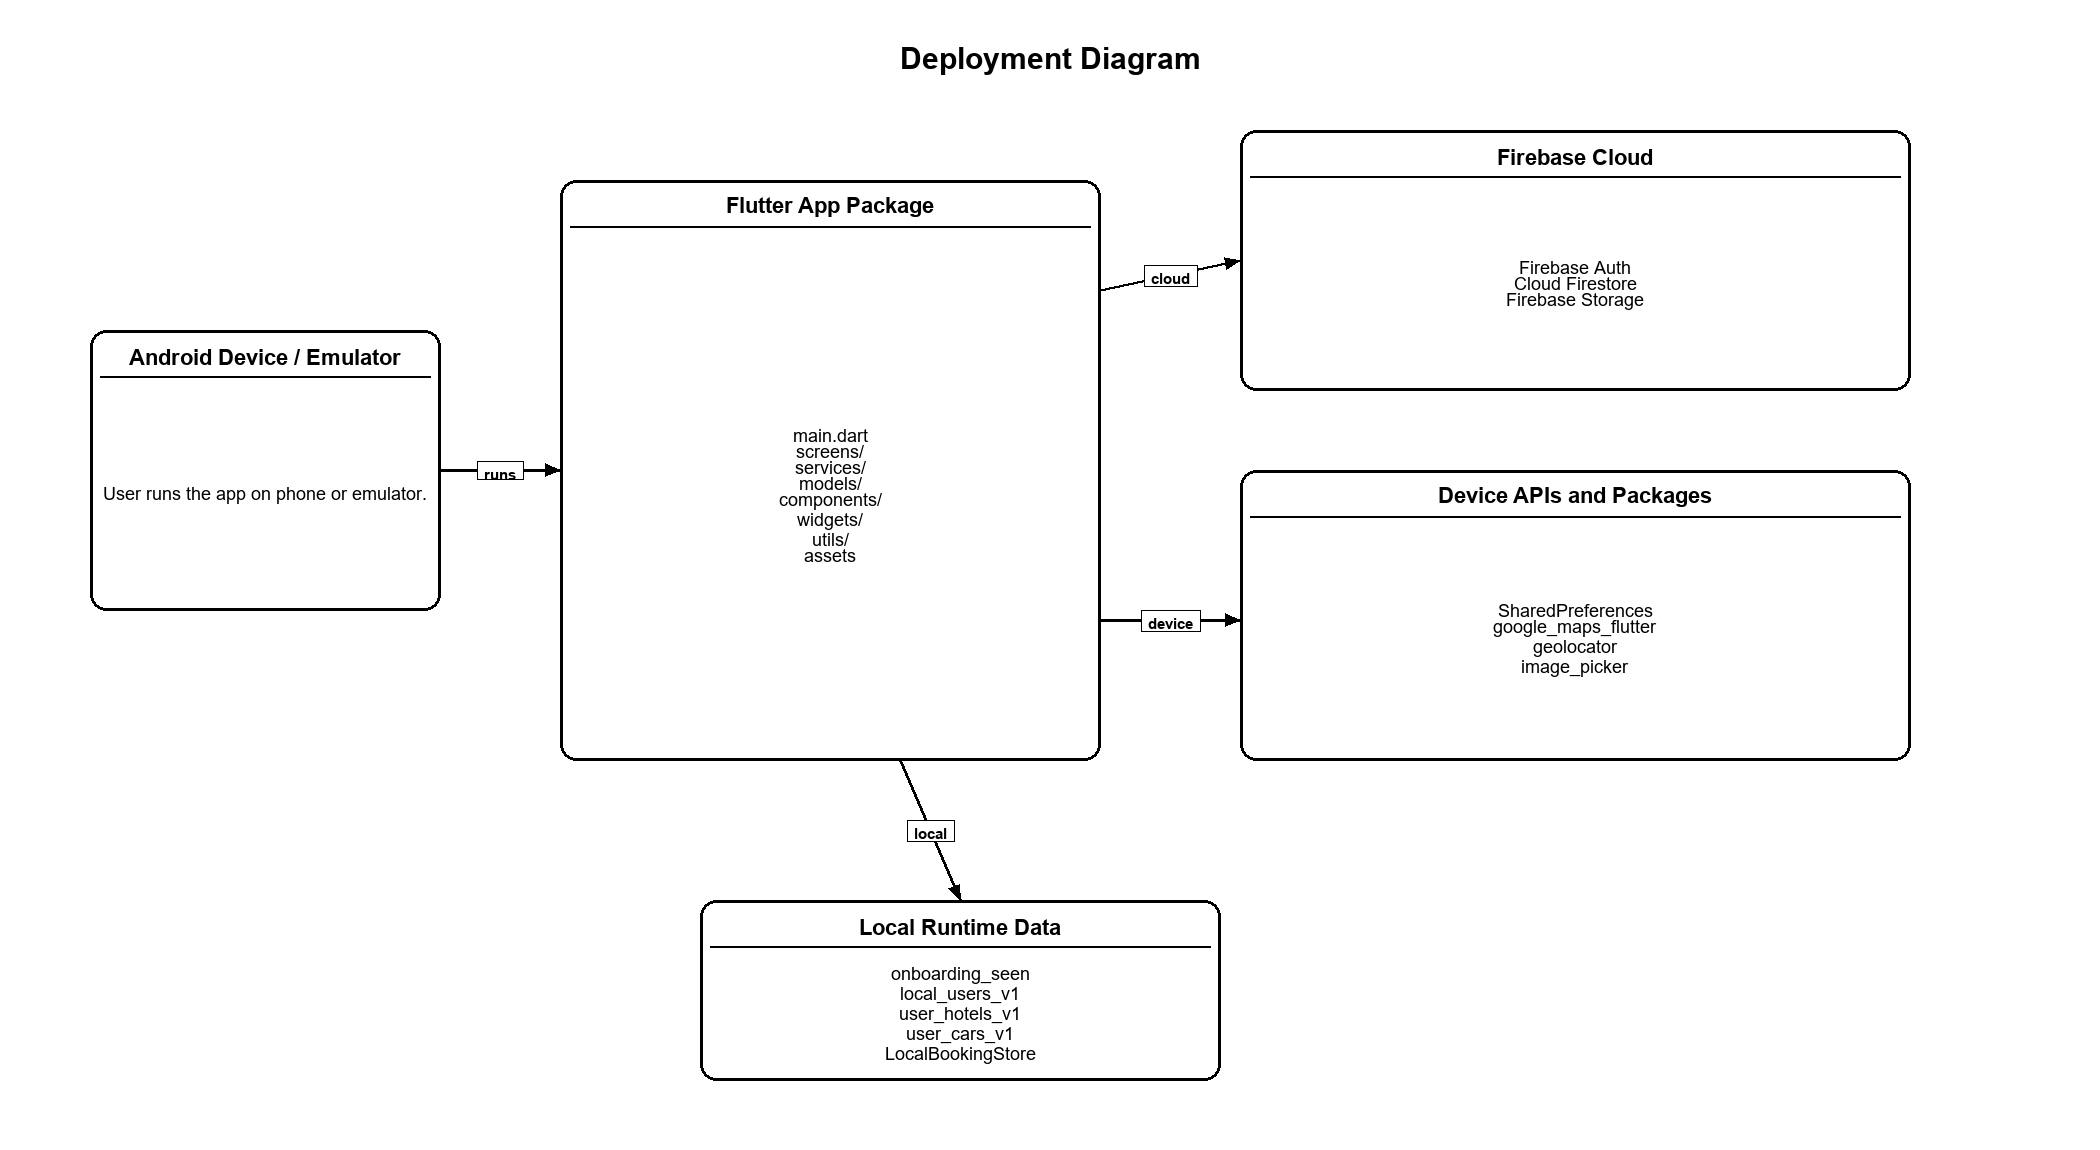 Deployment Diagram
Android Device / Emulator
User runs the app on phone or emulator.
runs
Flutter App Package
main.dart
screens/
services/
models/
components/
widgets/
utils/
assets
cloud
Firebase Cloud
Firebase Auth
Cloud Firestore
Firebase Storage
device
Device APIs and Packages
SharedPreferences
google_maps_flutter
geolocator
image_picker
local
Local Runtime Data
onboarding_seen
local_users_v1
user_hotels_v1
user_cars_v1
LocalBookingStore